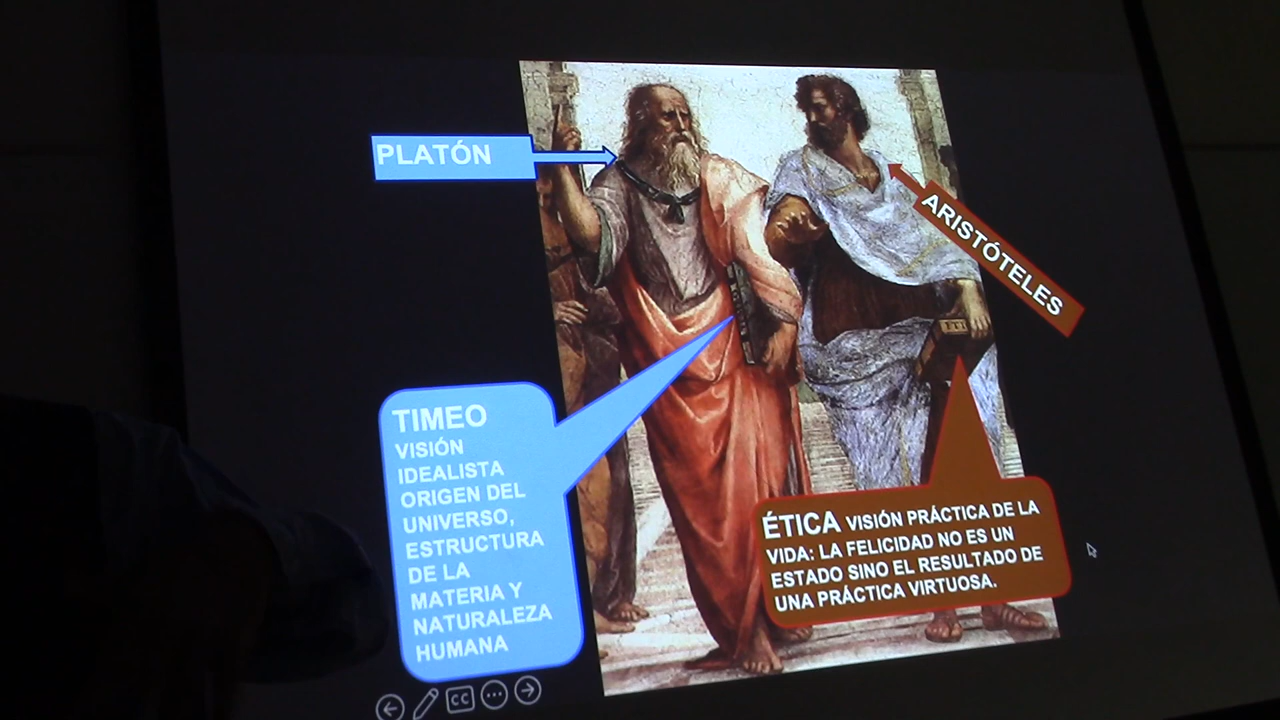 PLATÓN
ARISTÓTELES
TIMEO
VISIÓN
IDEALISTA
ORIGEN DEL
UNIVERSO,
ESTRUCTURA
DE LA
MATERIA Y
NATURALEZA
HUMANA
ÉTICA VISIÓN PRÁCTICA DE LA
VIDA: LA FELICIDAD NO ES UN
ESTADO SINO EL RESULTADO DE
UNA PRÁCTICA VIRTUOSA.
CC